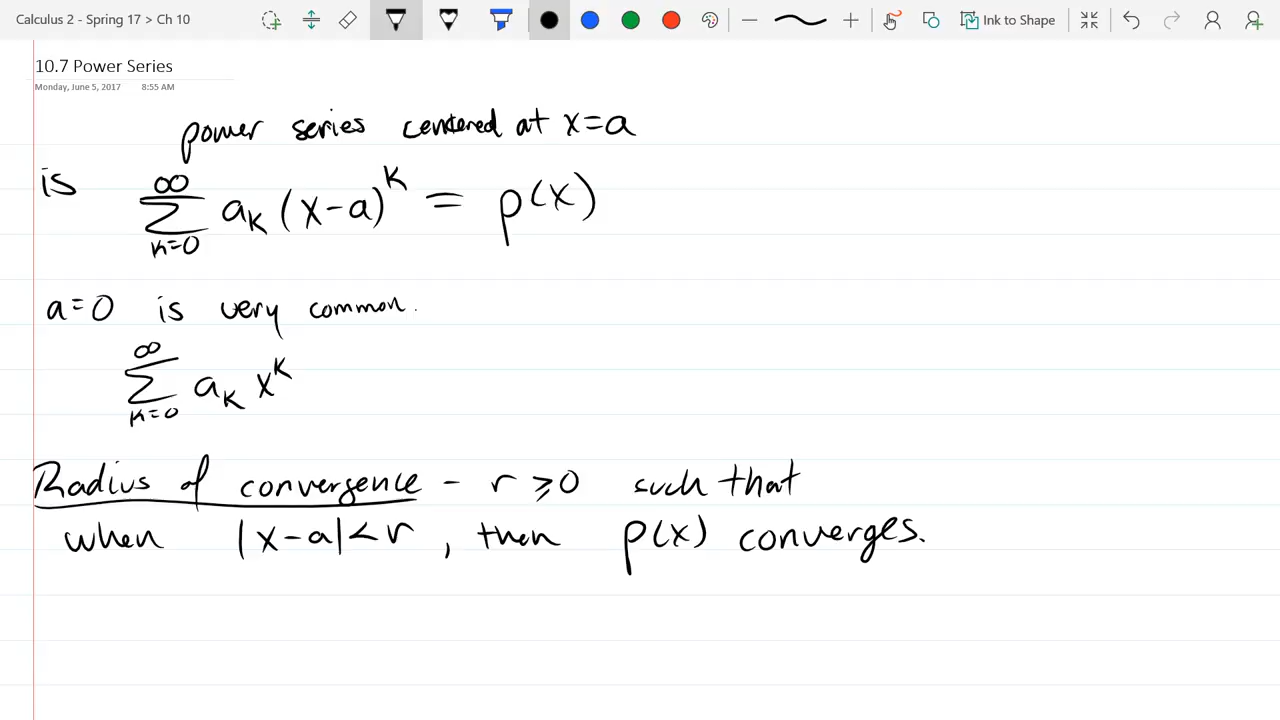 Calculus 2 - Spring 17 > Ch 10
Ink to Shape
10.7 Power Series
Monday, June 5, 2017 8:55 AM
power series centered at x=a
is ∑_{k=0}^{∞} a_k (x-a)^k = p(x)
a=0 is very common.
∑_{k=0}^{∞} a_k x^k
Radius of convergence - r ⩾ 0 such that
when |x-a|<r, then p(x) converges.